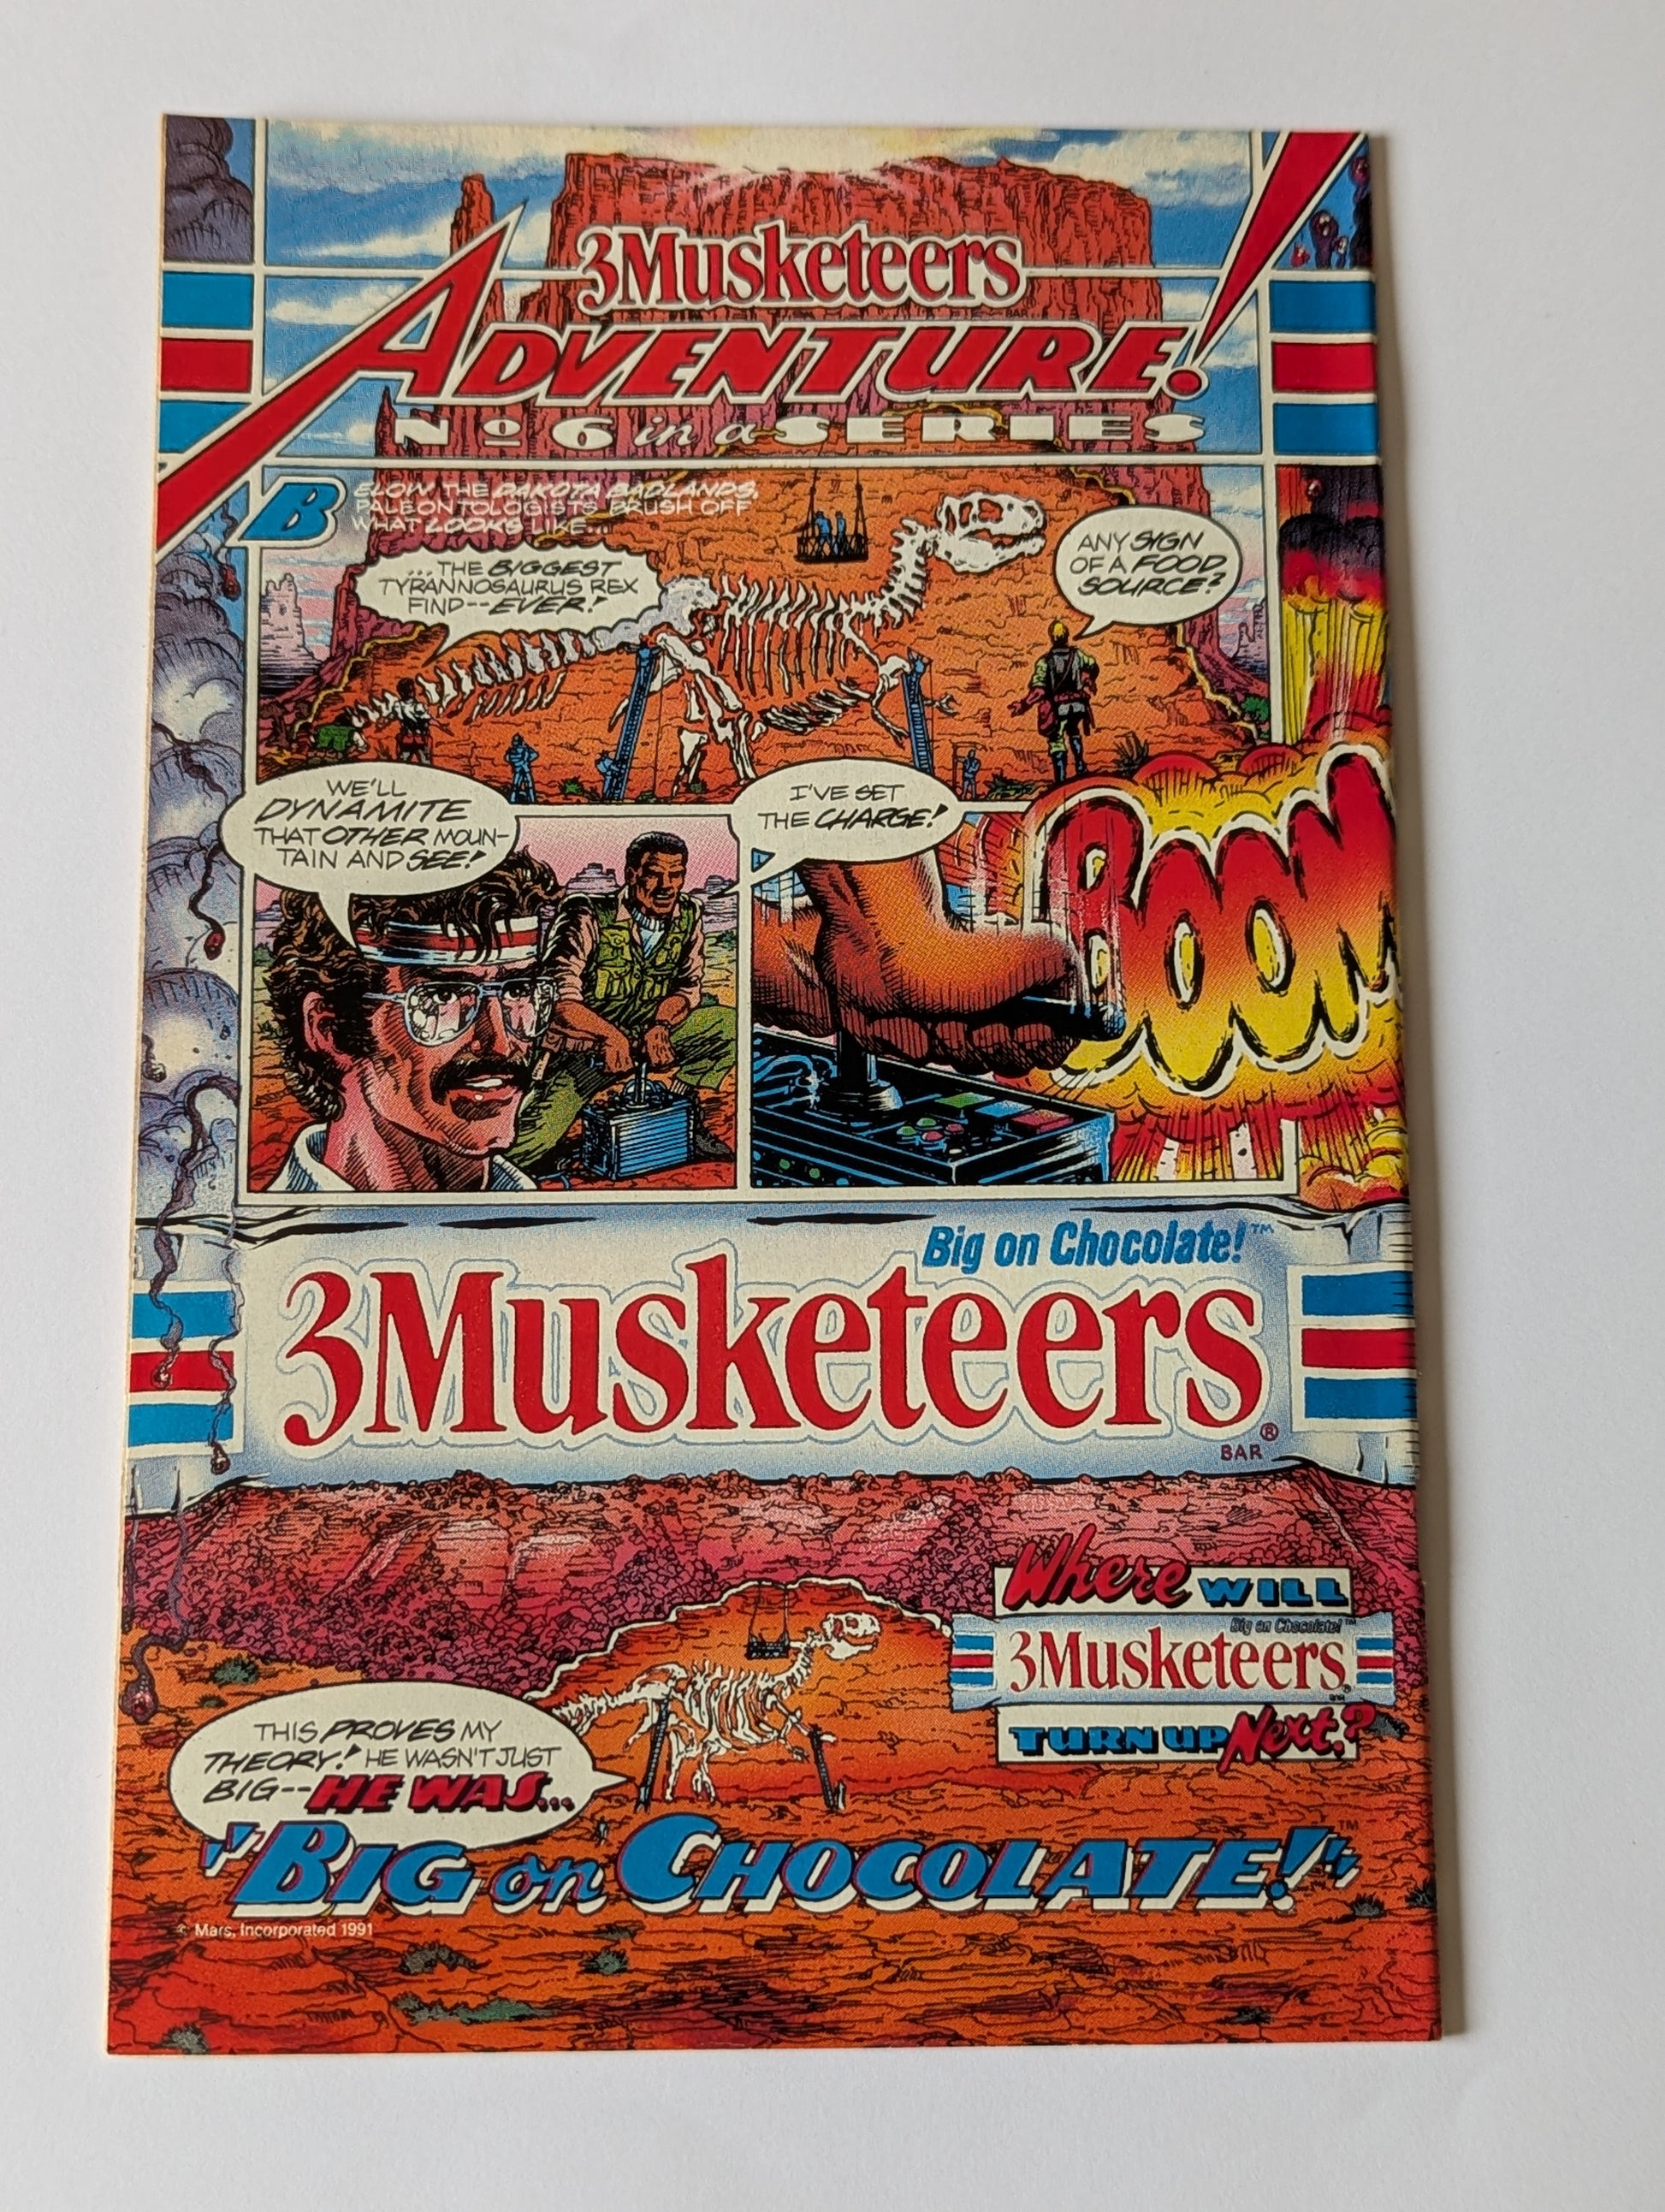 3Musketeers
BAR
ADVENTURE!
No 6 in a SERIES
BELOW THE DAKOTA BADLANDS,
PALEONTOLOGISTS BRUSH OFF
WHAT LOOKS LIKE...
...THE BIGGEST
TYRANNOSAURUS REX
FIND--EVER!
ANY SIGN
OF A FOOD
SOURCE?
WE'LL
DYNAMITE
THAT OTHER MOUN-
TAIN AND SEE!
I'VE SET
THE CHARGE!
BOOM
Big on Chocolate!™
3Musketeers®
BAR
Where WILL
Big on Chocolate!™
3Musketeers®
BAR
TURN UP Next?
THIS PROVES MY
THEORY! HE WASN'T JUST
BIG--HE WAS...
"BIG on CHOCOLATE!"™
© Mars, Incorporated 1991